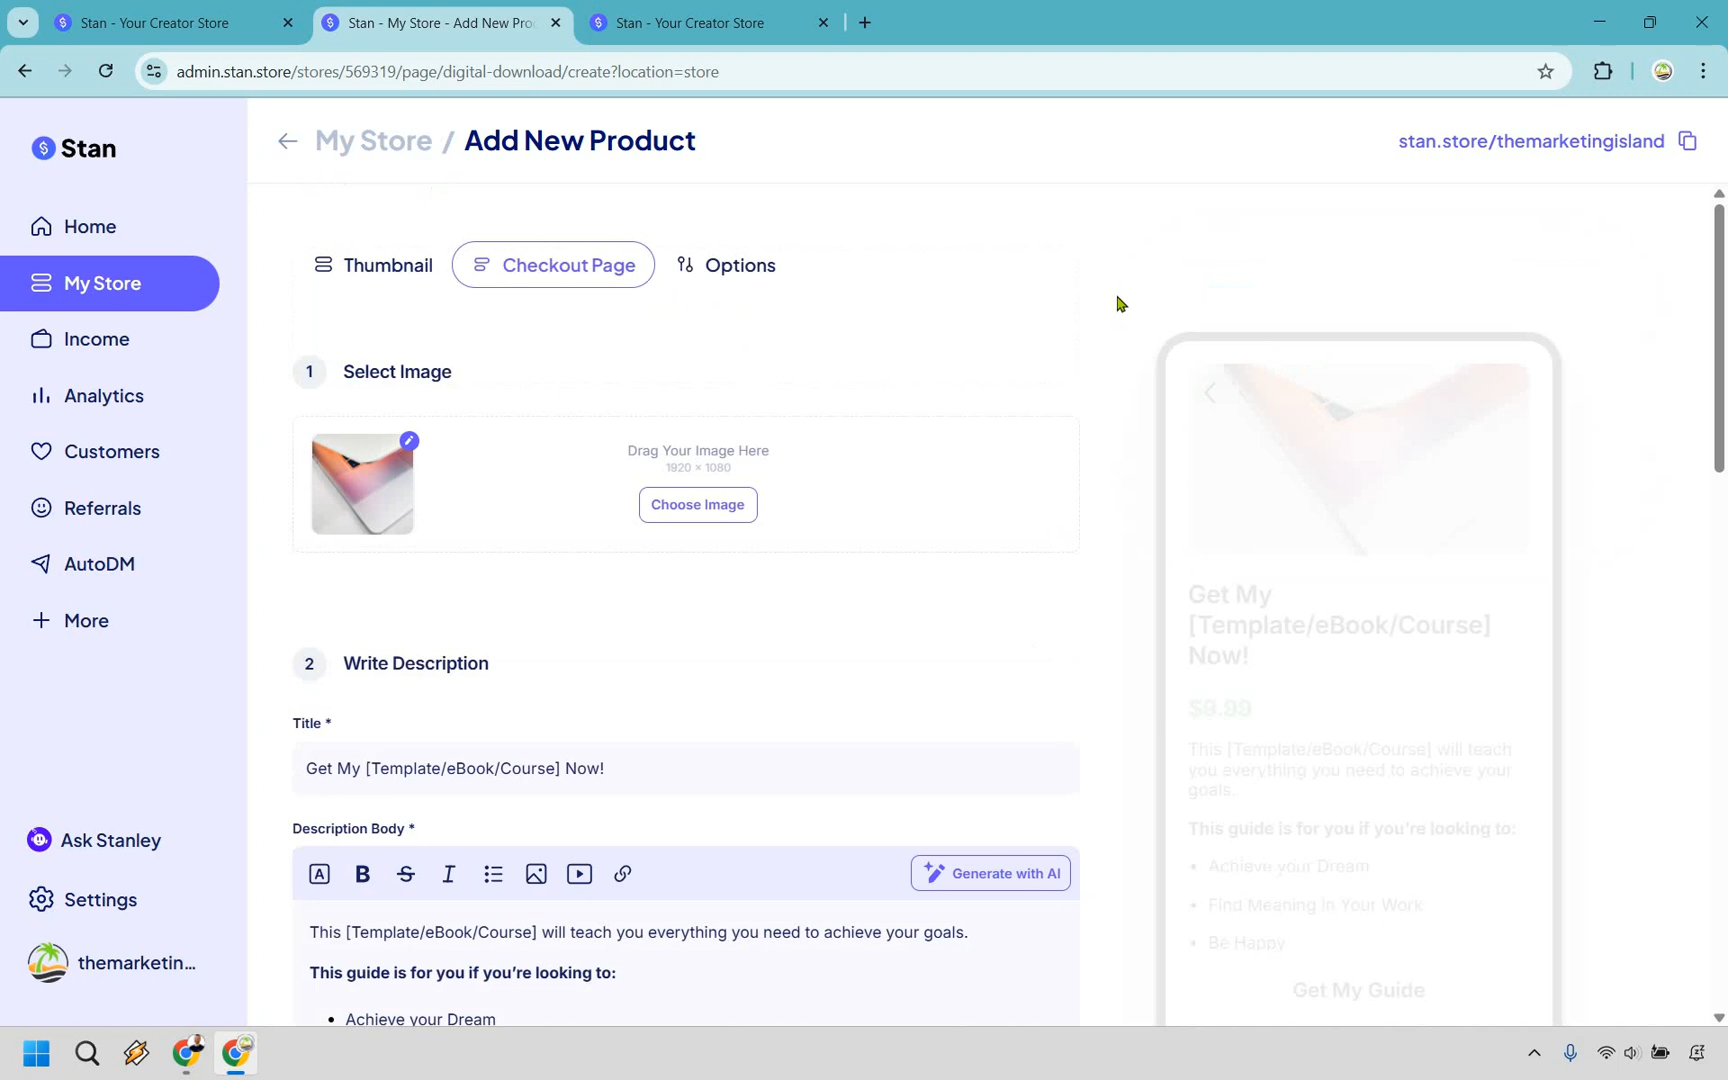 Stan - Your Creator Store
Stan - My Store - Add New Pro
Stan - Your Creator Store
admin.stan.store/stores/569319/page/digital-download/create?location=store
Stan
My Store / Add New Product
stan.store/themarketingisland
Home
My Store
Income
Analytics
Customers
Referrals
AutoDM
More
Ask Stanley
Settings
themarketin...
Thumbnail
Checkout Page
Options
1 Select Image
Drag Your Image Here
1920 × 1080
Choose Image
2 Write Description
Title *
Get My [Template/eBook/Course] Now!
Description Body *
A B S I
Generate with AI
This [Template/eBook/Course] will teach you everything you need to achieve your goals.
This guide is for you if you're looking to:
• Achieve your Dream
Get My
[Template/eBook/Course]
Now!
$9.99
This [Template/eBook/Course] will teach
you everything you need to achieve your
goals.
This guide is for you if you're looking to:
• Achieve your Dream
• Find Meaning in Your Work
• Be Happy
Get My Guide